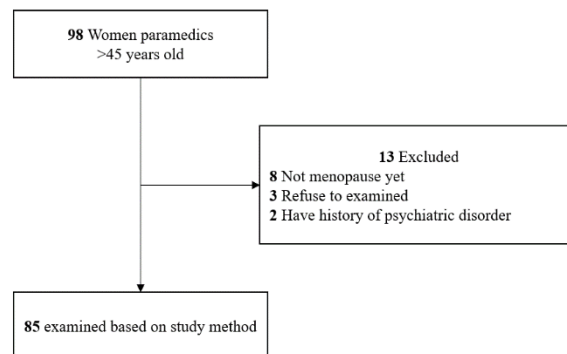 98 Women paramedics
>45 years old
13 Excluded
8 Not menopause yet
3 Refuse to examined
2 Have history of psychiatric disorder
85 examined based on study method